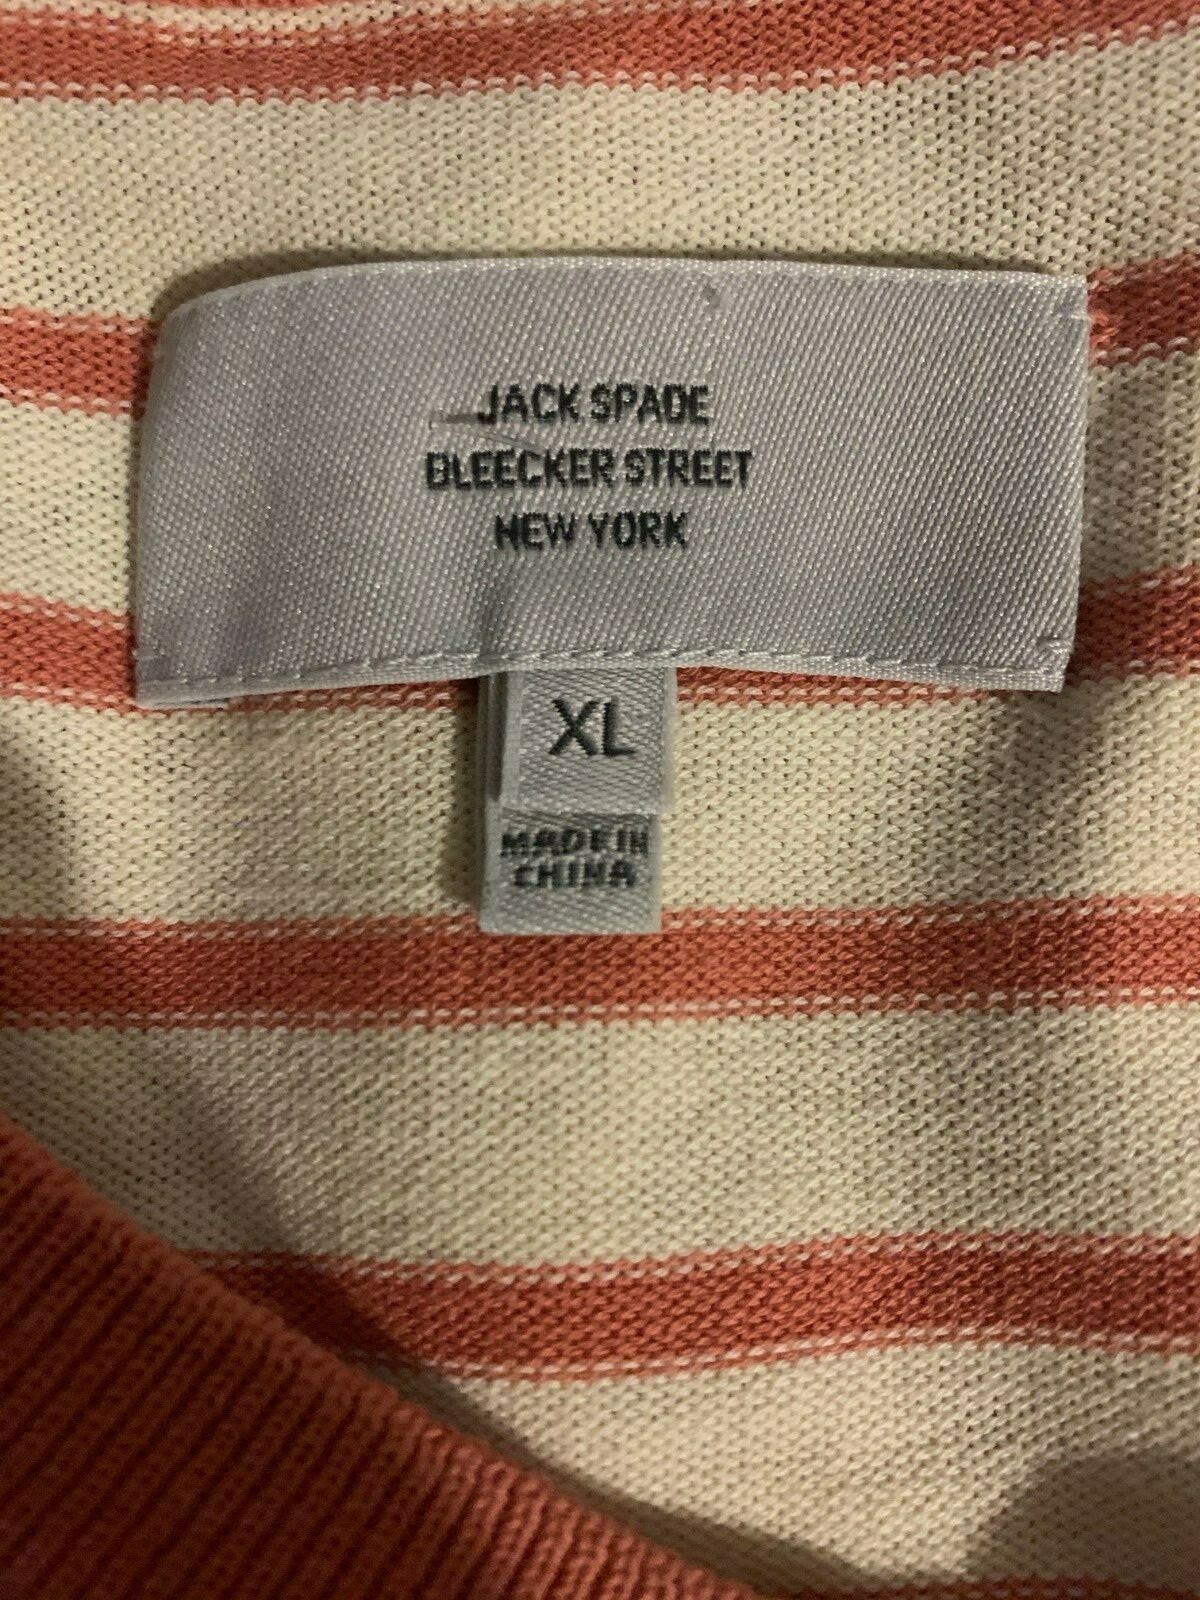 JACK SPADE
BLEECKER STREET
NEW YORK
XL
MADE IN
CHINA